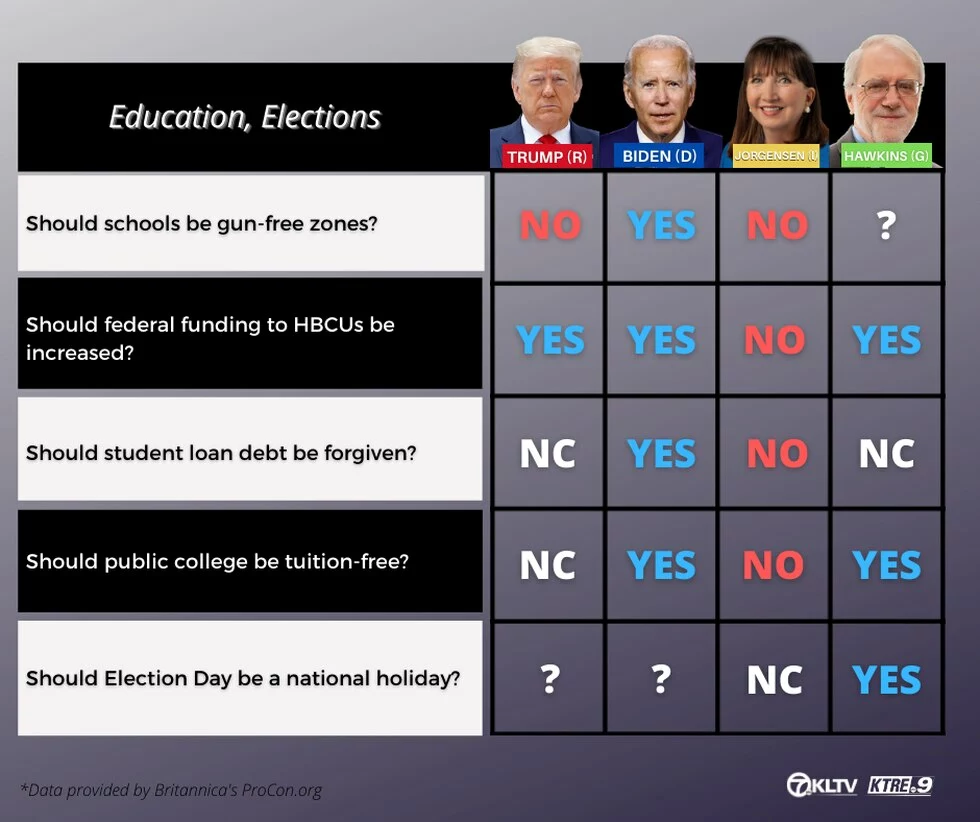 Education, Elections
TRUMP (R)
BIDEN (D)
JORGENSEN (I)
HAWKINS (G)
Should schools be gun-free zones?
NO
YES
NO
?
Should federal funding to HBCUs be
increased?
YES
YES
NO
YES
Should student loan debt be forgiven?
NC
YES
NO
NC
Should public college be tuition-free?
NC
YES
NO
YES
Should Election Day be a national holiday?
?
?
NC
YES
*Data provided by Britannica's ProCon.org
7 KLTV
KTRE 9